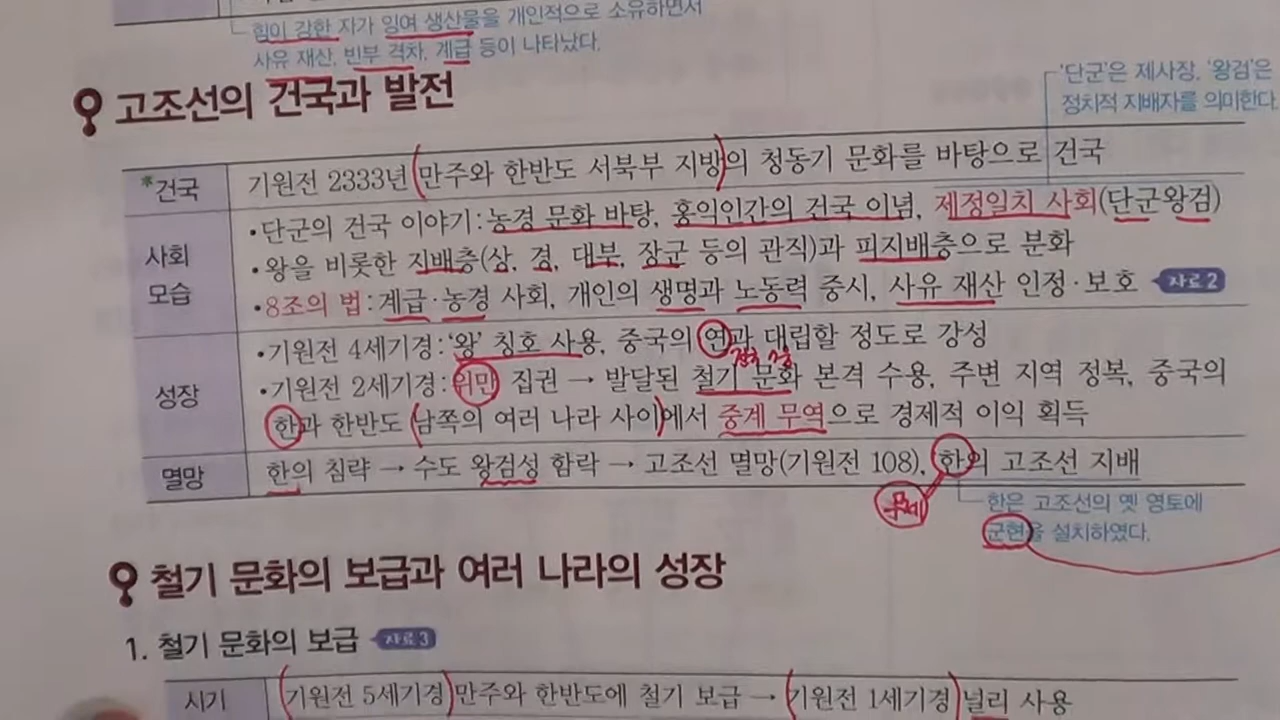 힘이 강한 자가 잉여 생산물을 개인적으로 소유하면서
사유 재산, 빈부 격차, 계급 등이 나타났다.
고조선의 건국과 발전
'단군'은 제사장, '왕검'은
정치적 지배자를 의미한다.
*건국
기원전 2333년 만주와 한반도 서북부 지방의 청동기 문화를 바탕으로 건국
사회
모습
•단군의 건국 이야기: 농경 문화 바탕, 홍익인간의 건국 이념, 제정일치 사회(단군왕검)
•왕을 비롯한 지배층(상, 경, 대부, 장군 등의 관직)과 피지배층으로 분화
•8조의 법: 계급·농경 사회, 개인의 생명과 노동력 중시, 사유 재산 인정·보호 자료2
성장
•기원전 4세기경: '왕' 칭호 사용, 중국의 연과 대립할 정도로 강성
•기원전 2세기경: 위만 집권 → 발달된 철기 문화 본격 수용, 주변 지역 정복, 중국의
한과 한반도 남쪽의 여러 나라 사이에서 중계 무역으로 경제적 이익 획득
멸망
한의 침략 → 수도 왕검성 함락 → 고조선 멸망(기원전 108), 한의 고조선 지배
한은 고조선의 옛 영토에
군현을 설치하였다.
철기 문화의 보급과 여러 나라의 성장
1. 철기 문화의 보급 자료3
시기
(기원전 5세기경) 만주와 한반도에 철기 보급 → (기원전 1세기경) 널리 사용